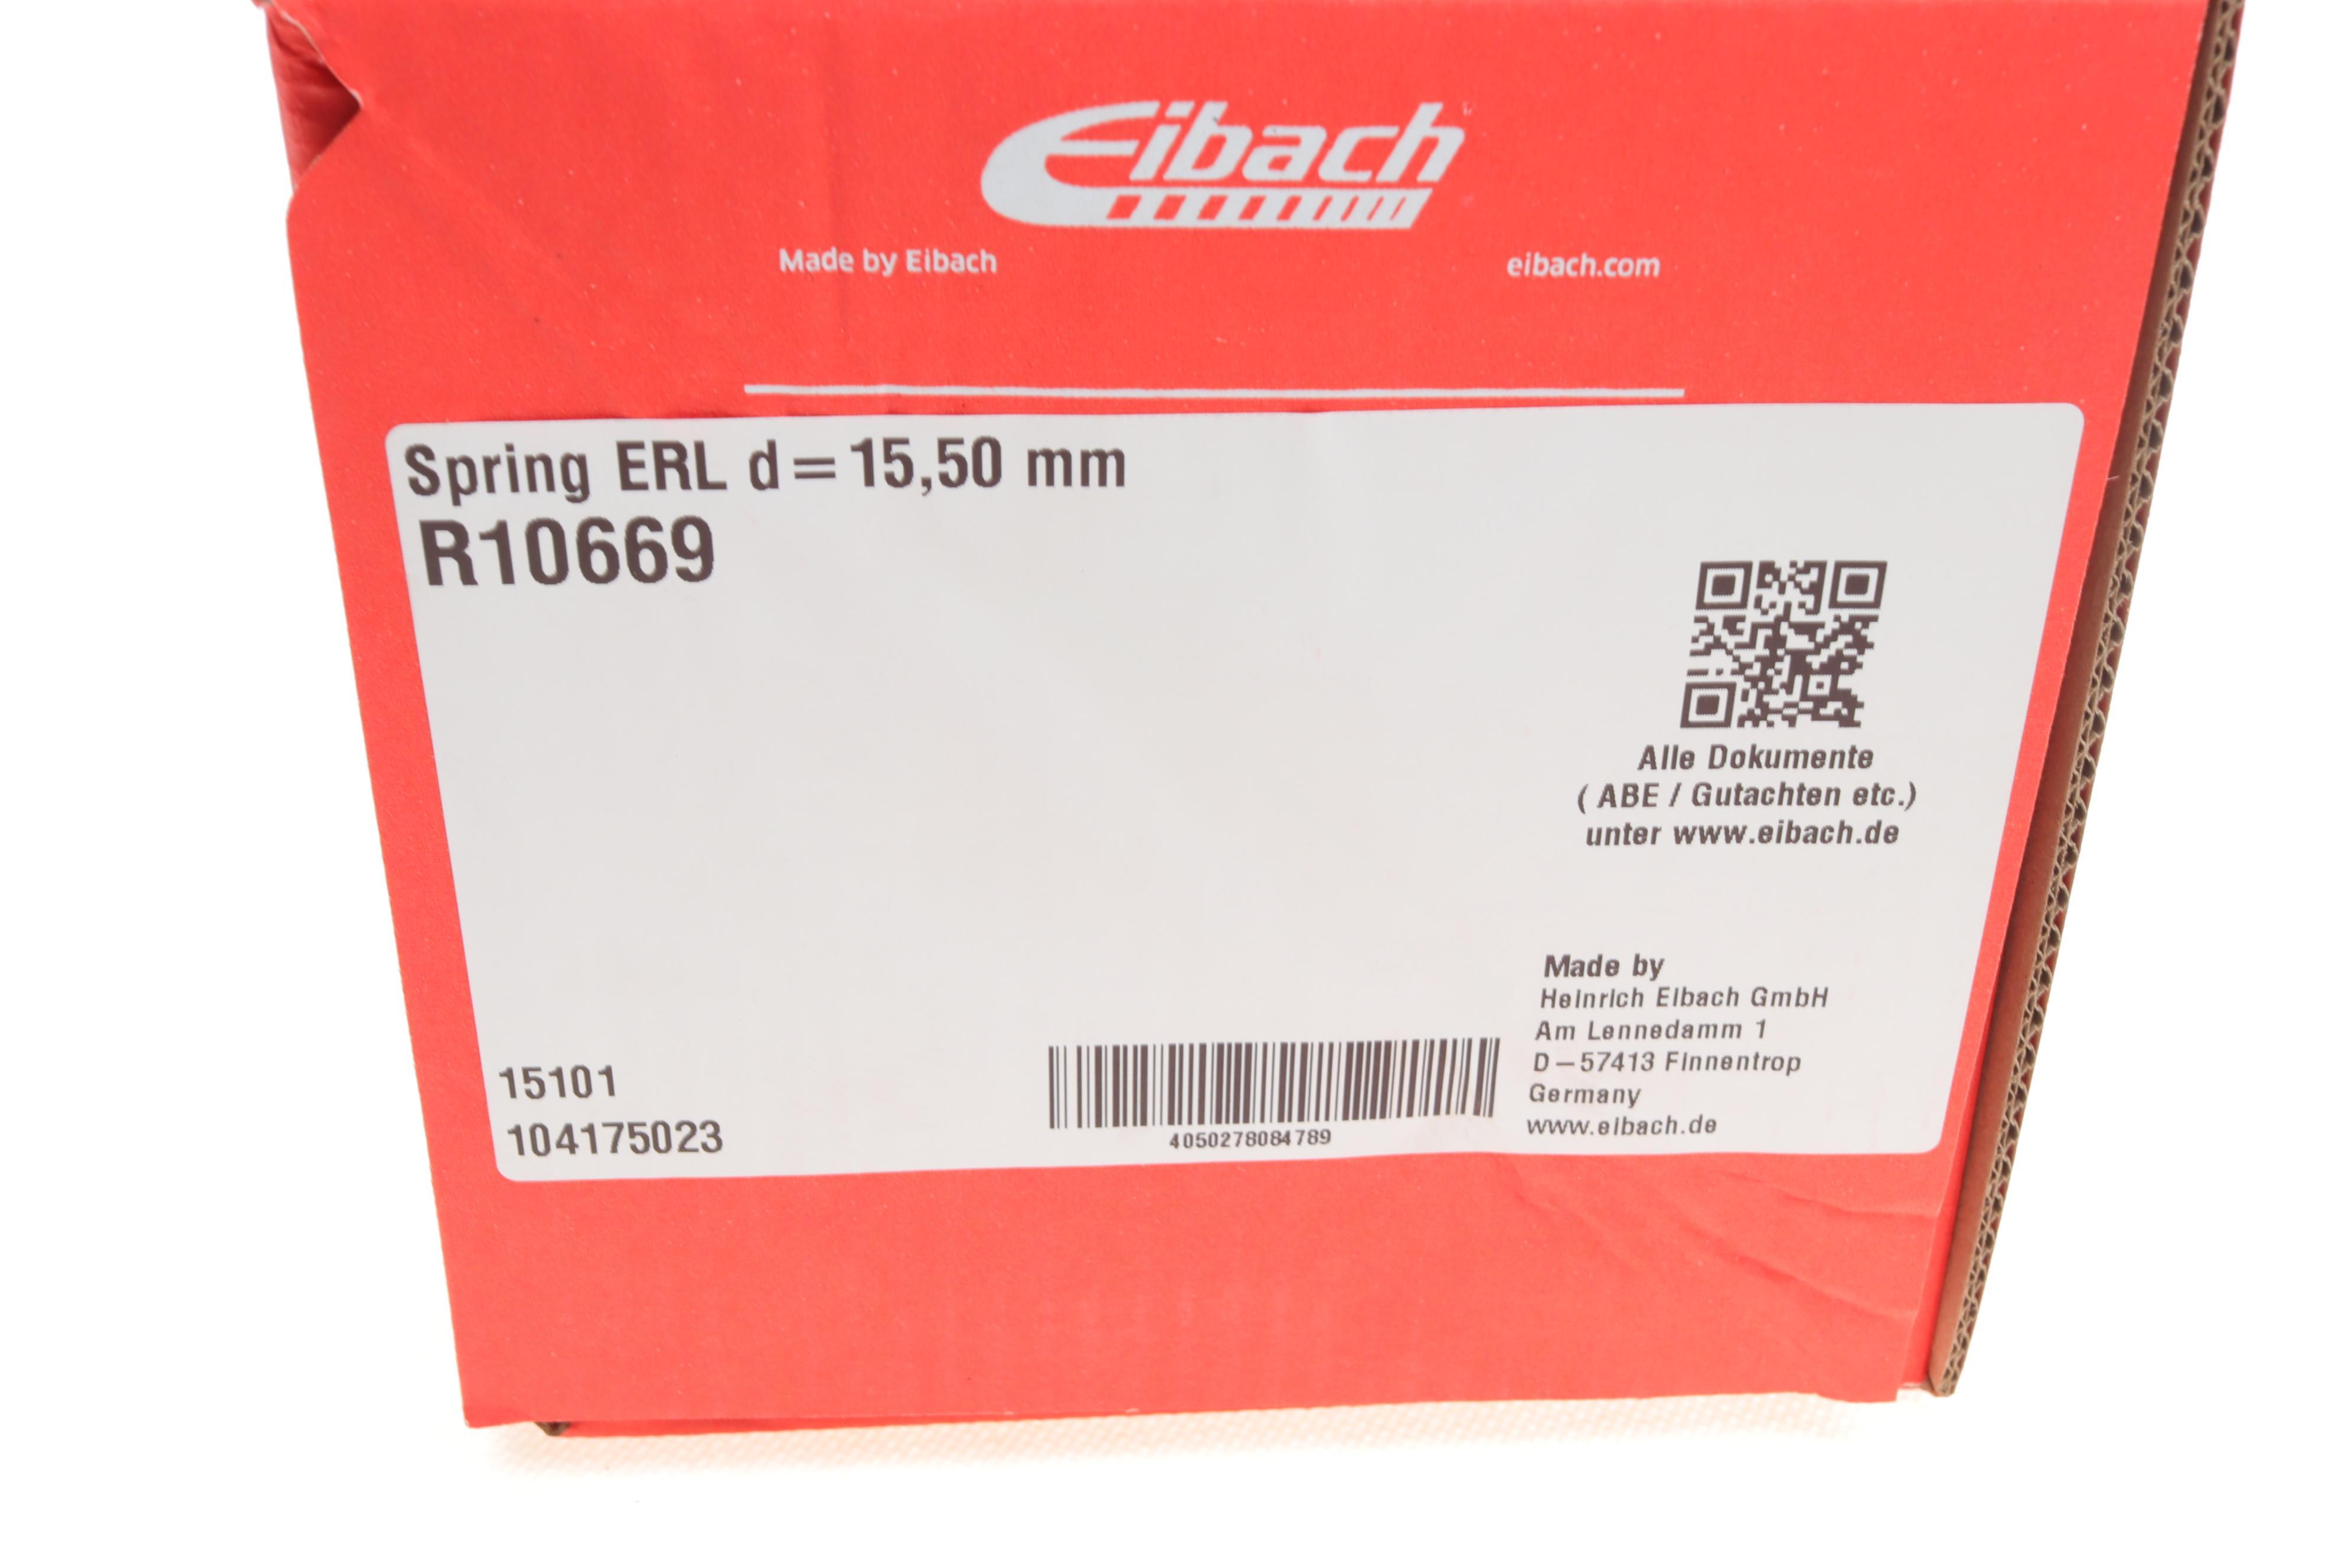 Eibach
Made by Eibach
eibach.com
Spring ERL d=15,50 mm
R10669
Alle Dokumente
( ABE / Gutachten etc.)
unter www.eibach.de
Made by
Heinrich Eibach GmbH
Am Lennedamm 1
D-57413 Finnentrop
Germany
www.eibach.de
15101
104175023
4050278084789